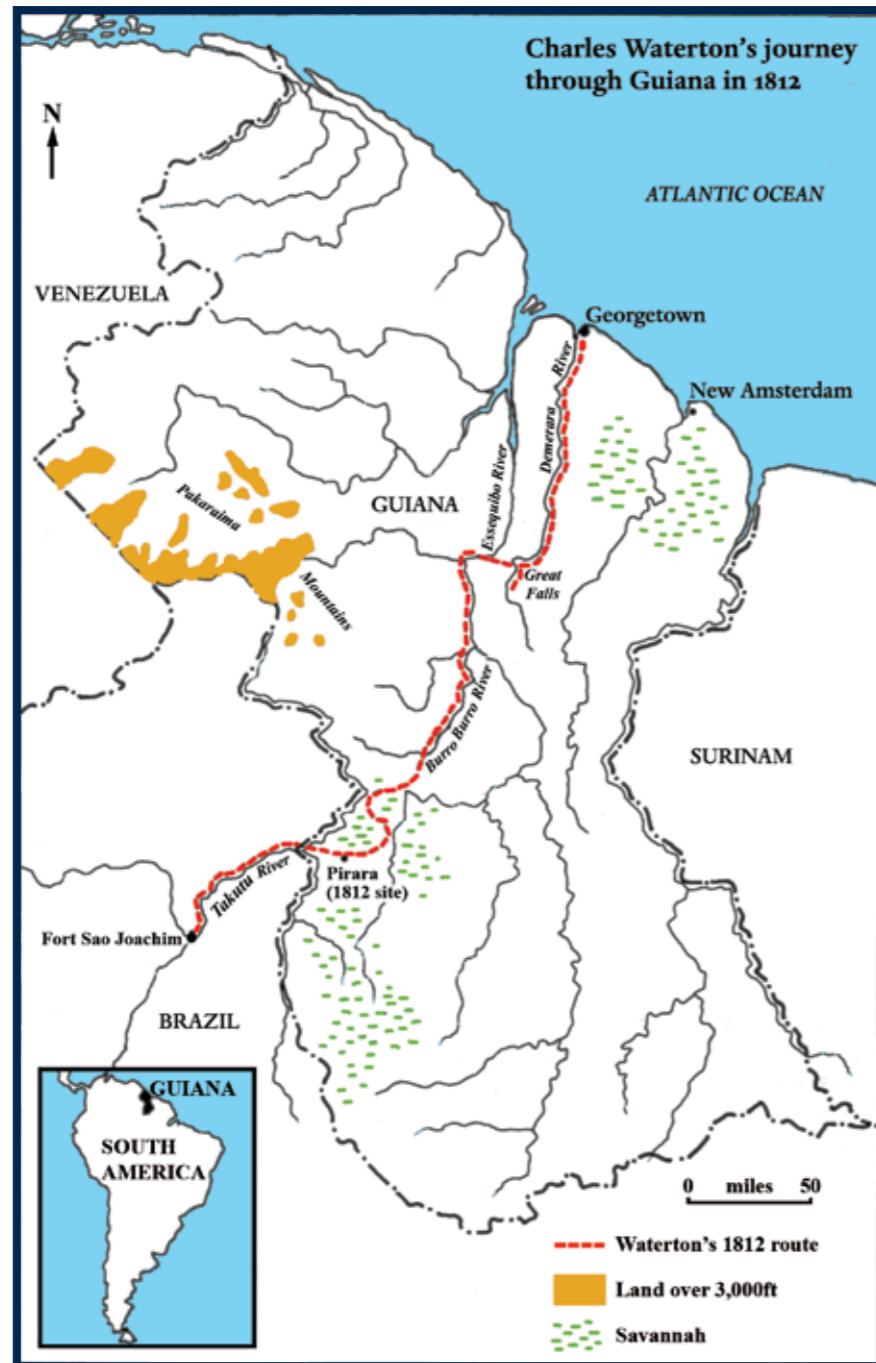 Charles Waterton's journey
through Guiana in 1812
N
ATLANTIC OCEAN
VENEZUELA
Georgetown
River
New Amsterdam
Demerara
Essequibo River
Pakaraima
GUIANA
Great
Falls
Mountains
Burro Burro River
SURINAM
Pirara
(1812 site)
Takutu River
Fort Sao Joachim
BRAZIL
GUIANA
SOUTH
AMERICA
0 miles 50
Waterton's 1812 route
Land over 3,000ft
Savannah